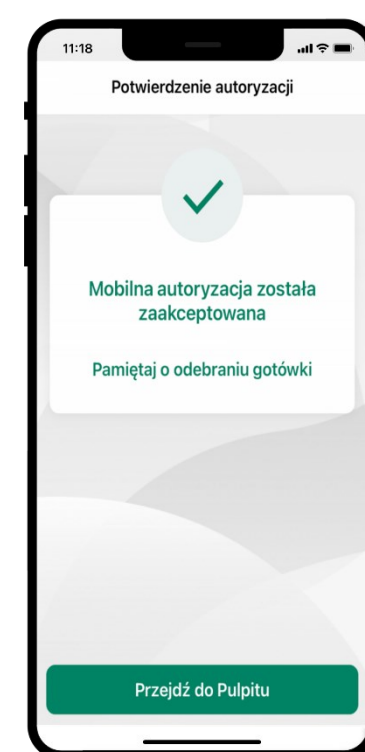 11:18
Potwierdzenie autoryzacji
Mobilna autoryzacja została
zaakceptowana
Pamiętaj o odebraniu gotówki
Przejdź do Pulpitu